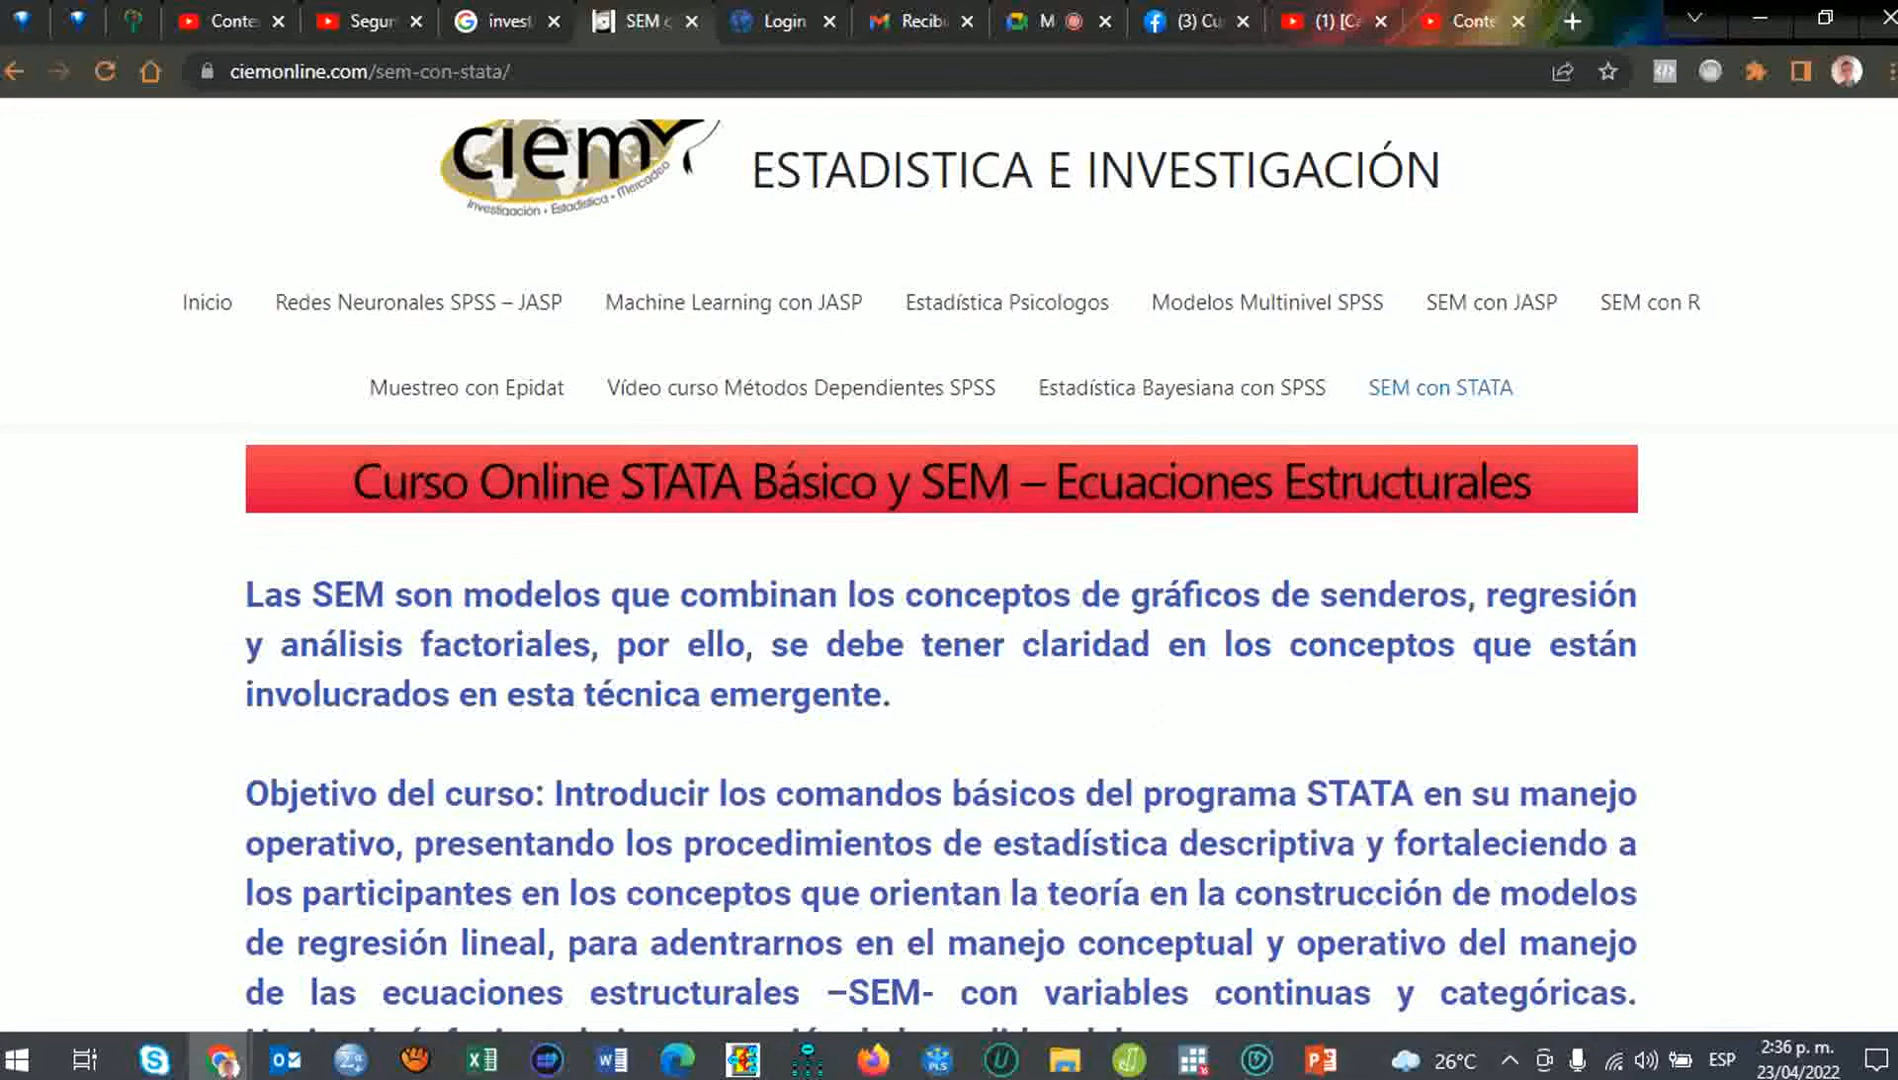 Conte
Segur
invest
SEM c
Login
Recibi
M
(3) Cu
(1) [Ca
Conte
ciemonline.com/sem-con-stata/
ciem
Investigación • Estadística • Mercadeo
ESTADISTICA E INVESTIGACIÓN
Inicio Redes Neuronales SPSS – JASP Machine Learning con JASP Estadística Psicologos Modelos Multinivel SPSS SEM con JASP SEM con R
Muestreo con Epidat Vídeo curso Métodos Dependientes SPSS Estadística Bayesiana con SPSS SEM con STATA
Curso Online STATA Básico y SEM – Ecuaciones Estructurales
Las SEM son modelos que combinan los conceptos de gráficos de senderos, regresión
y análisis factoriales, por ello, se debe tener claridad en los conceptos que están
involucrados en esta técnica emergente.
Objetivo del curso: Introducir los comandos básicos del programa STATA en su manejo
operativo, presentando los procedimientos de estadística descriptiva y fortaleciendo a
los participantes en los conceptos que orientan la teoría en la construcción de modelos
de regresión lineal, para adentrarnos en el manejo conceptual y operativo del manejo
de las ecuaciones estructurales –SEM- con variables continuas y categóricas.
26°C
ESP
2:36 p. m.
23/04/2022